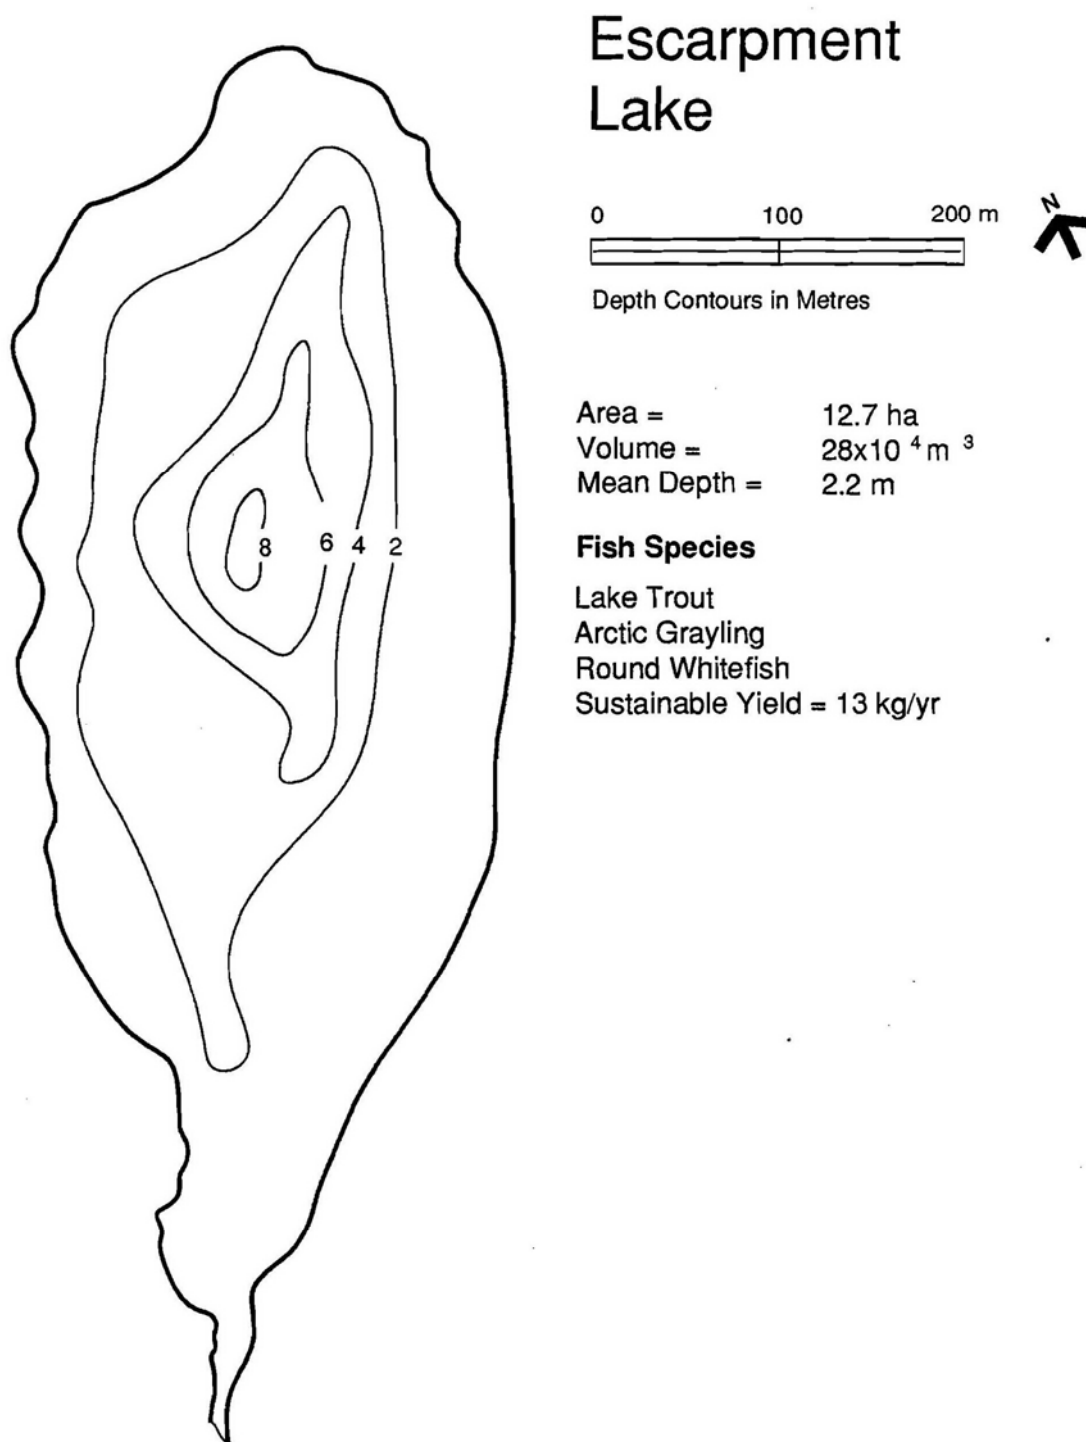 Escarpment
Lake
0 100 200 m
N
Depth Contours in Metres
Area = 12.7 ha
Volume = 28x10 ⁴ m ³
Mean Depth = 2.2 m
Fish Species
8 6 4 2
Lake Trout
Arctic Grayling
Round Whitefish
Sustainable Yield = 13 kg/yr